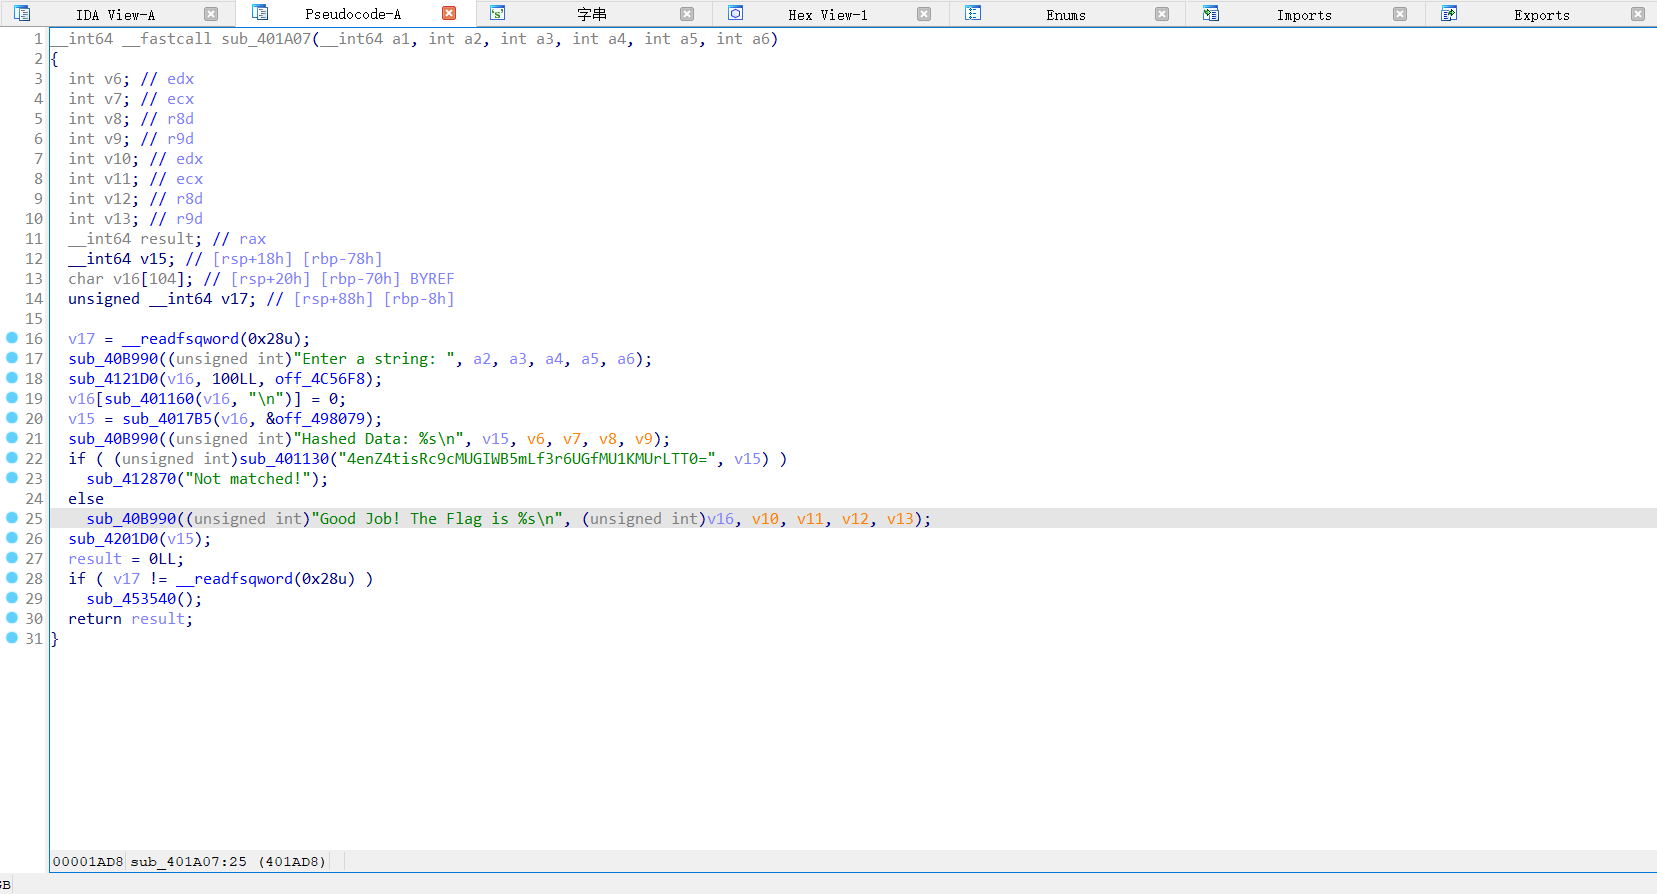 IDA View-A Pseudocode-A 字串 Hex View-1 Enums Imports Exports
1 __int64 __fastcall sub_401A07(__int64 a1, int a2, int a3, int a4, int a5, int a6)
2 {
3 int v6; // edx
4 int v7; // ecx
5 int v8; // r8d
6 int v9; // r9d
7 int v10; // edx
8 int v11; // ecx
9 int v12; // r8d
10 int v13; // r9d
11 __int64 result; // rax
12 __int64 v15; // [rsp+18h] [rbp-78h]
13 char v16[104]; // [rsp+20h] [rbp-70h] BYREF
14 unsigned __int64 v17; // [rsp+88h] [rbp-8h]
15
16 v17 = __readfsqword(0x28u);
17 sub_40B990((unsigned int)"Enter a string: ", a2, a3, a4, a5, a6);
18 sub_4121D0(v16, 100LL, off_4C56F8);
19 v16[sub_401160(v16, "\n")] = 0;
20 v15 = sub_4017B5(v16, &off_498079);
21 sub_40B990((unsigned int)"Hashed Data: %s\n", v15, v6, v7, v8, v9);
22 if ( (unsigned int)sub_401130("4enZ4tisRc9cMUGIWB5mLf3r6UGfMU1KMUrLTT0=", v15) )
23 sub_412870("Not matched!");
24 else
25 sub_40B990((unsigned int)"Good Job! The Flag is %s\n", (unsigned int)v16, v10, v11, v12, v13);
26 sub_4201D0(v15);
27 result = 0LL;
28 if ( v17 != __readfsqword(0x28u) )
29 sub_453540();
30 return result;
31 }
00001AD8 sub_401A07:25 (401AD8)
GB